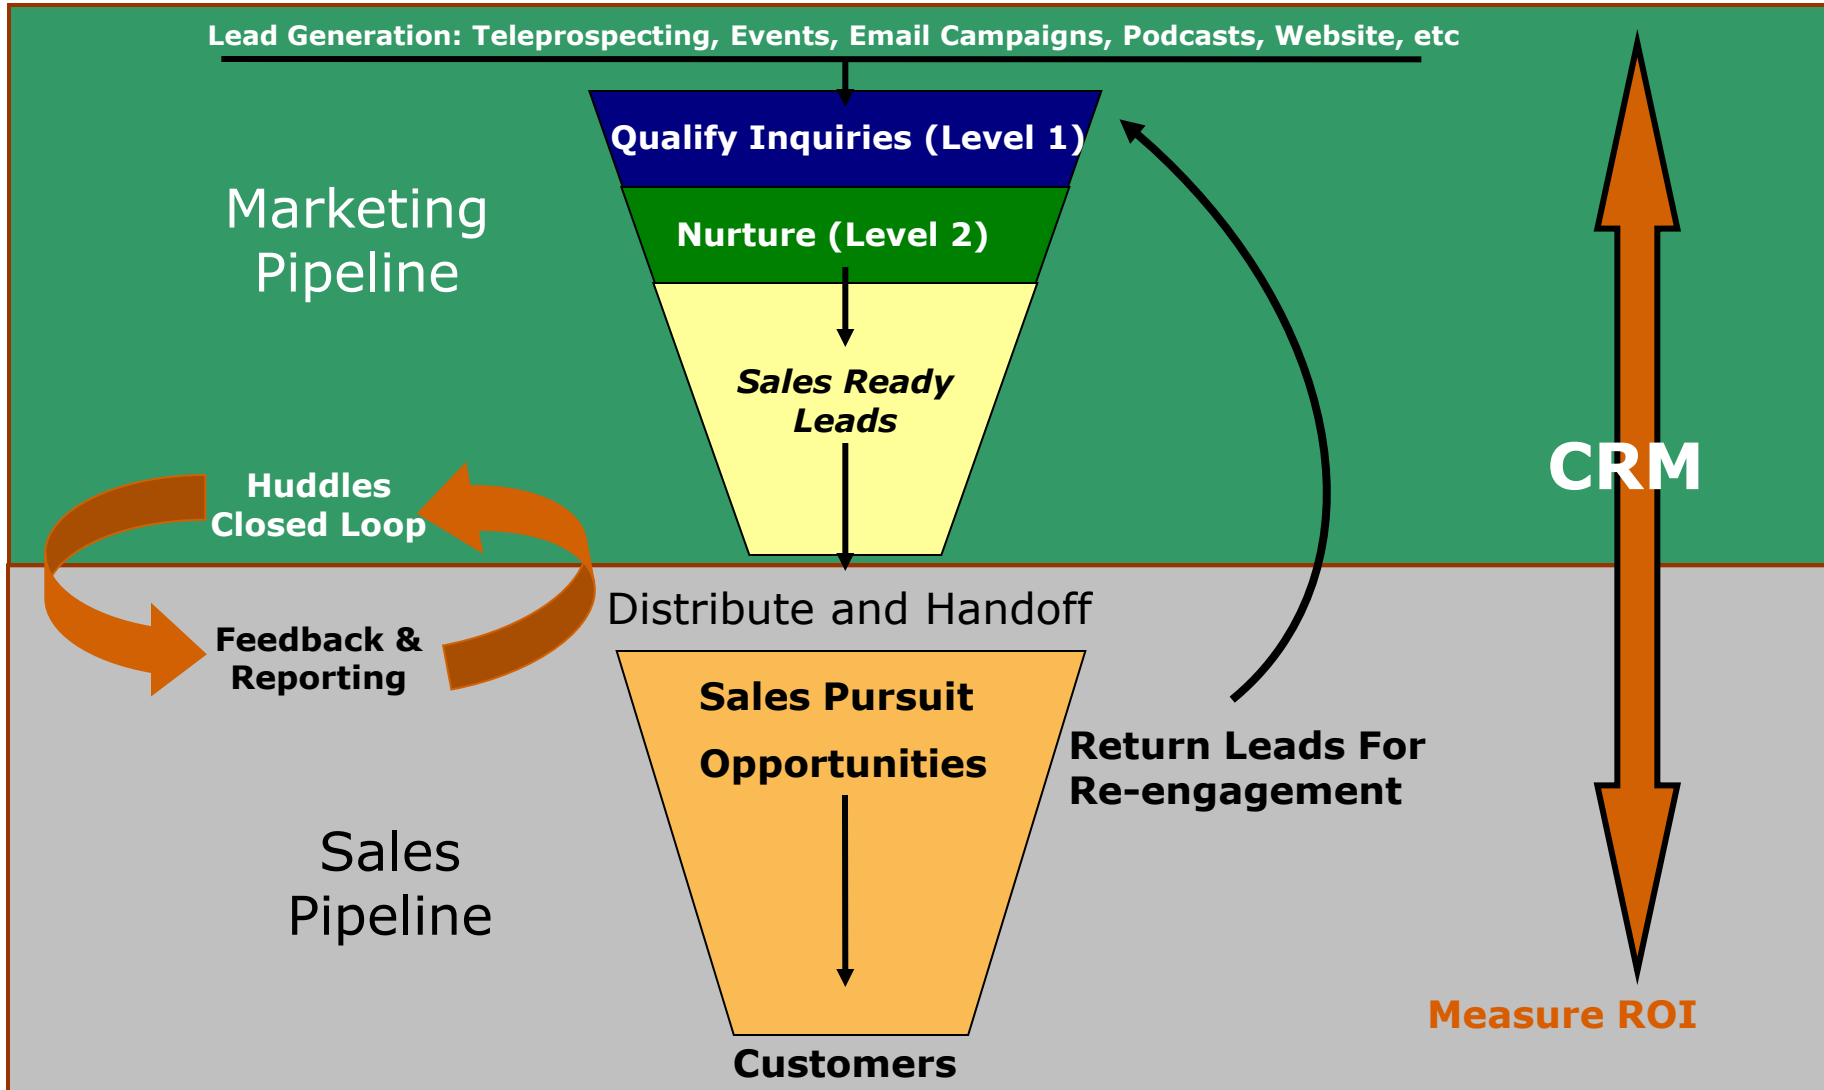 Lead Generation: Teleprospecting, Events, Email Campaigns, Podcasts, Website, etc
Qualify Inquiries (Level 1)
Marketing
Pipeline
Nurture (Level 2)
Sales Ready
Leads
CRM
Huddles
Closed Loop
Distribute and Handoff
Feedback &
Reporting
Sales Pursuit
Opportunities
Return Leads For
Re-engagement
Sales
Pipeline
Measure ROI
Customers